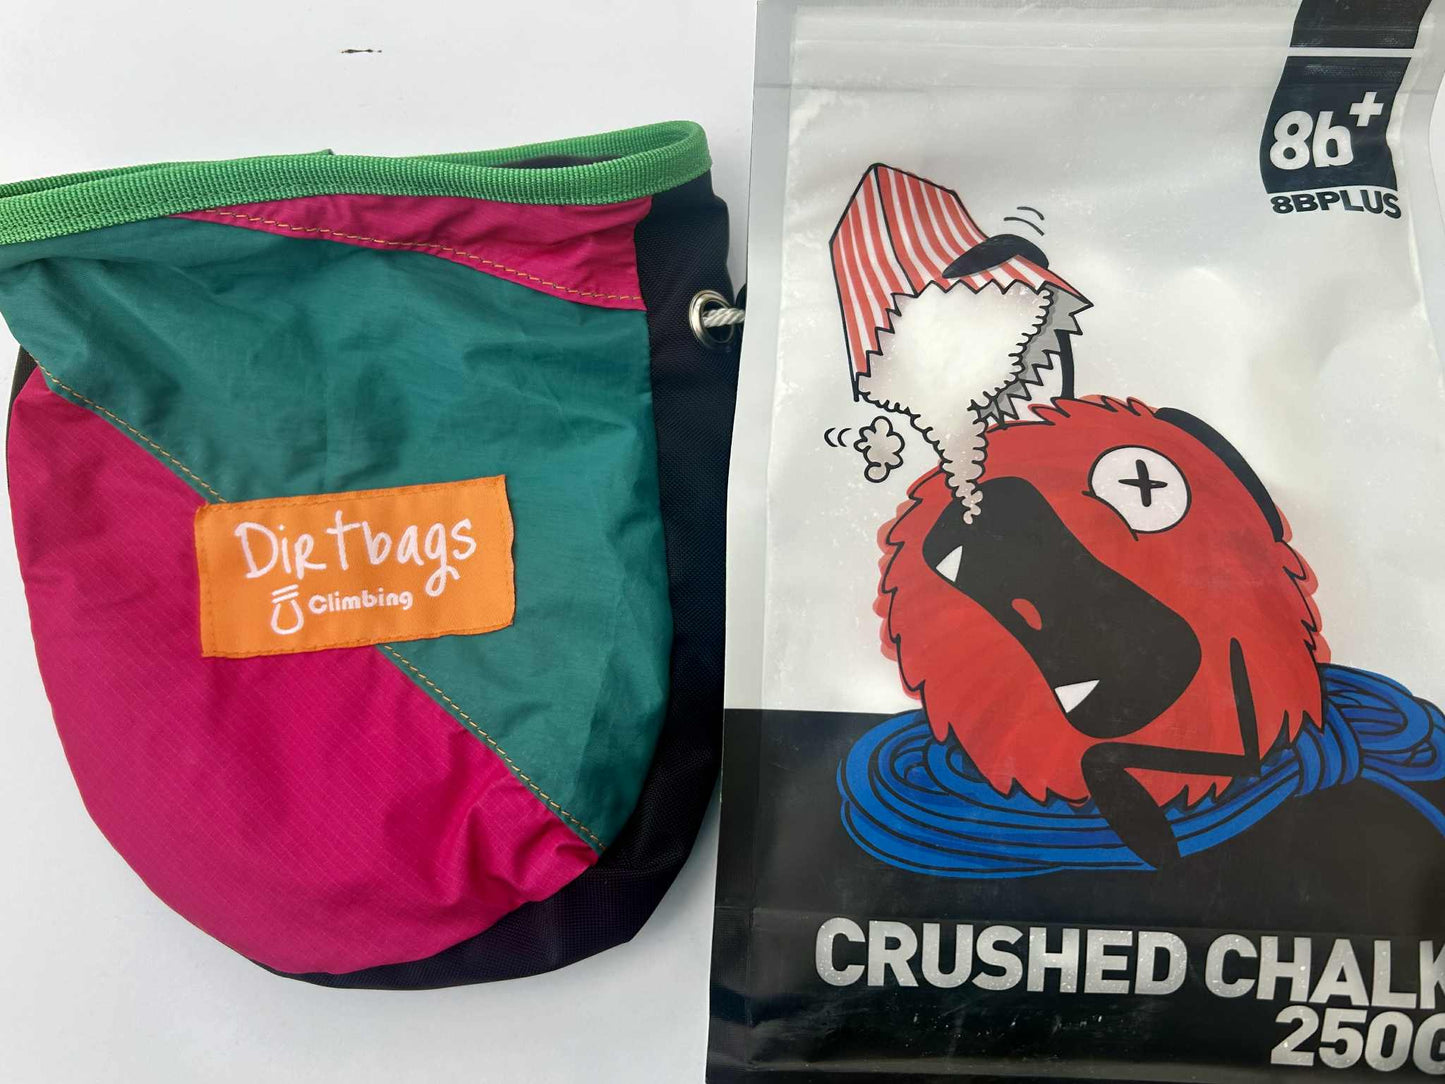 Dirtbags
Climbing
8b+
8BPLUS
CRUSHED CHALK
250G